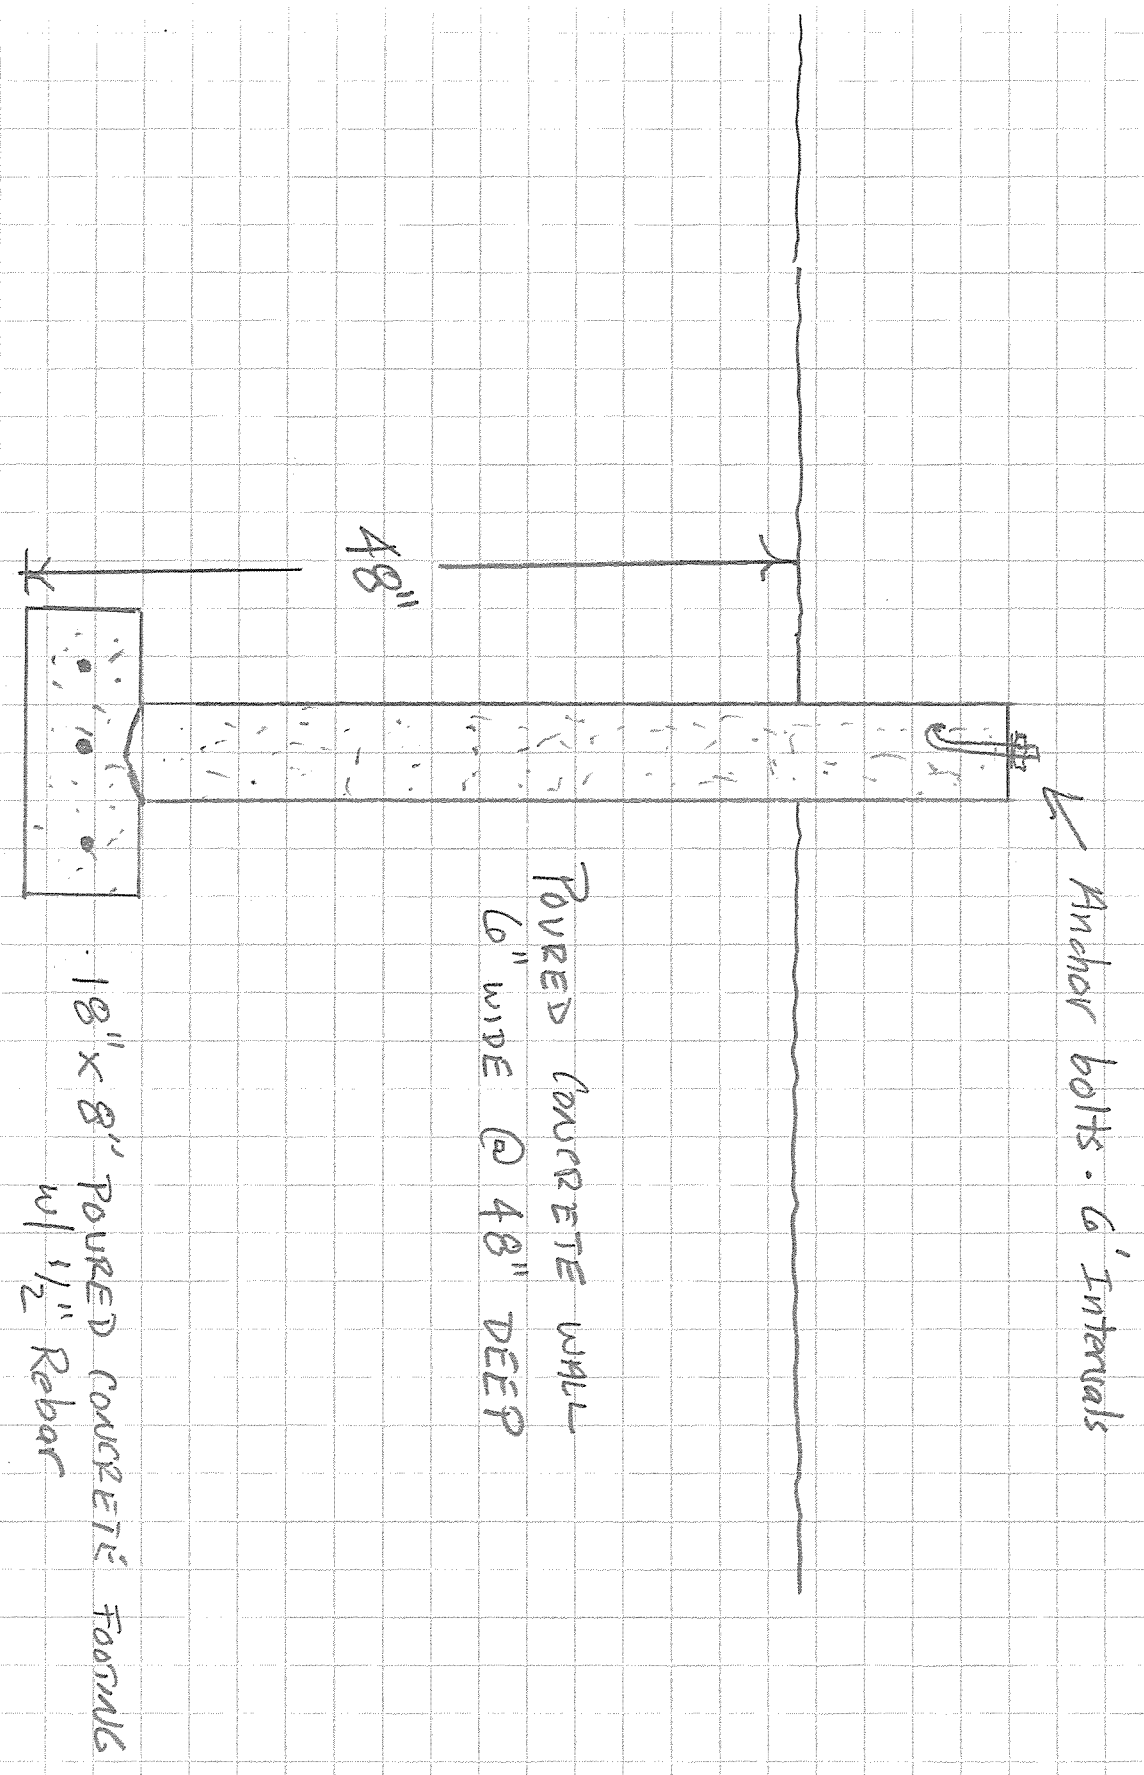 Anchor bolts. 6' Intervals
48"
POURED CONCRETE WALL
6" WIDE @ 48" DEEP
18" x 8" POURED CONCRETE FOOTING
w/ 1/2" Rebar